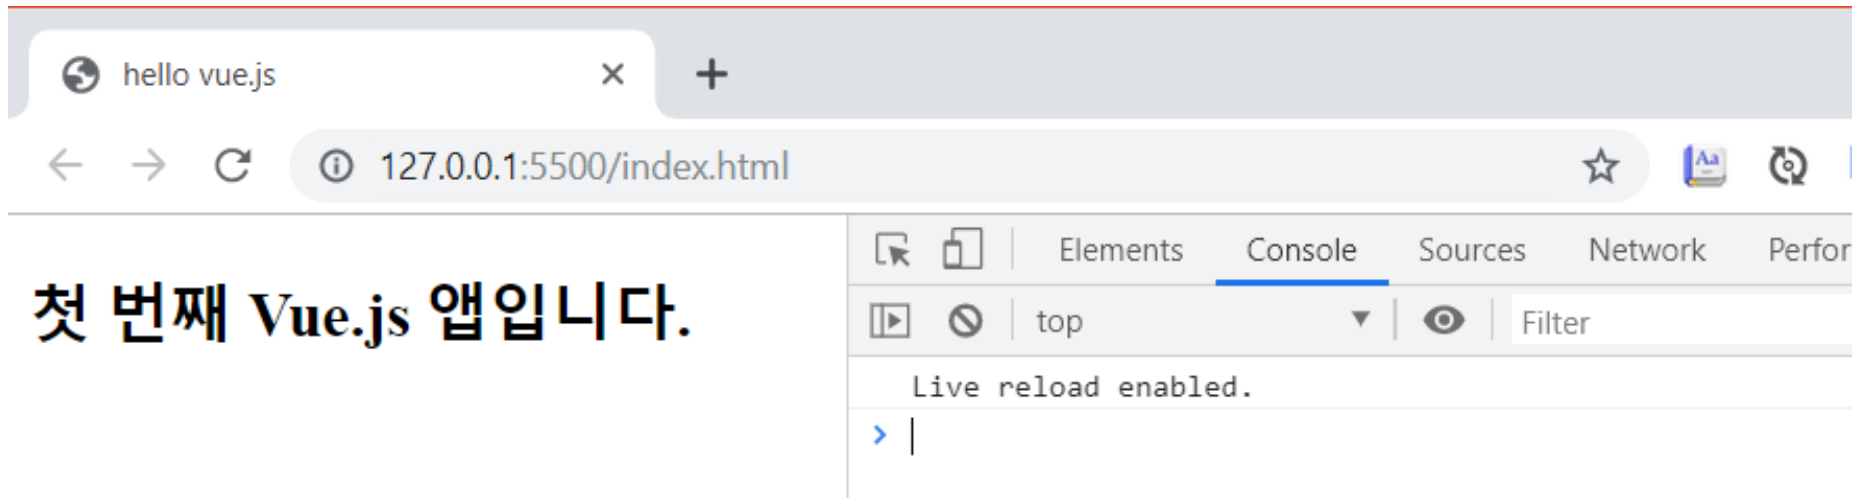 hello vue.js
127.0.0.1:5500/index.html
Aa
첫 번째 Vue.js 앱입니다.
Elements Console Sources Network Perfor
top Filter
Live reload enabled.